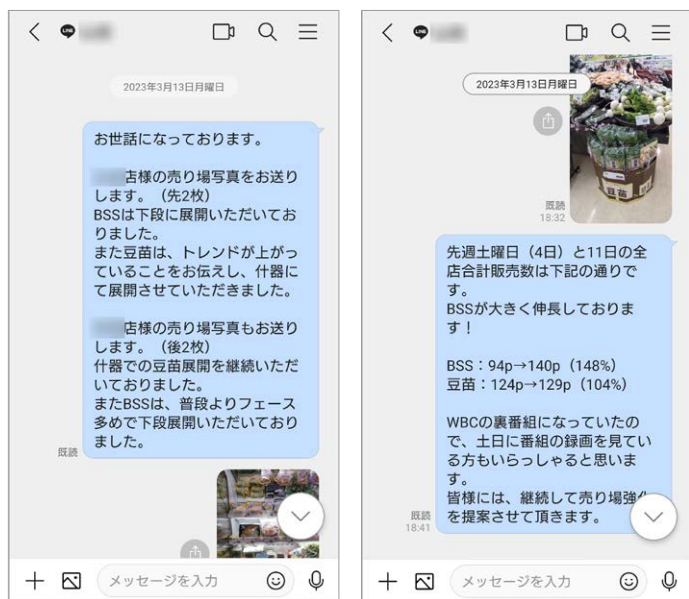 LINE
2023年3月13日月曜日
お世話になっております。
店様の売り場写真をお送り
します。（先2枚）
BSSは下段に展開いただいてお
りました。
また豆苗は、トレンドが上がっ
ていることをお伝えし、什器に
て展開させていただきました。
店様の売り場写真もお送り
します。（後2枚）
什器での豆苗展開を継続いただ
いておりました。
またBSSは、普段よりフェース
多めで下段展開いただいており
ました。
既読
メッセージを入力
LINE
2023年3月13日月曜日
豆苗
既読
18:32
先週土曜日（4日）と11日の全
店合計販売数は下記の通りで
す。
BSSが大きく伸長しておりま
す！
BSS：94p→140p（148%）
豆苗：124p→129p（104%）
WBCの裏番組になっていたの
で、土日に番組の録画を見てい
る方もいらっしゃると思いま
す。
皆様には、継続して売り場強化
を提案させて頂きます。
既読
18:41
メッセージを入力